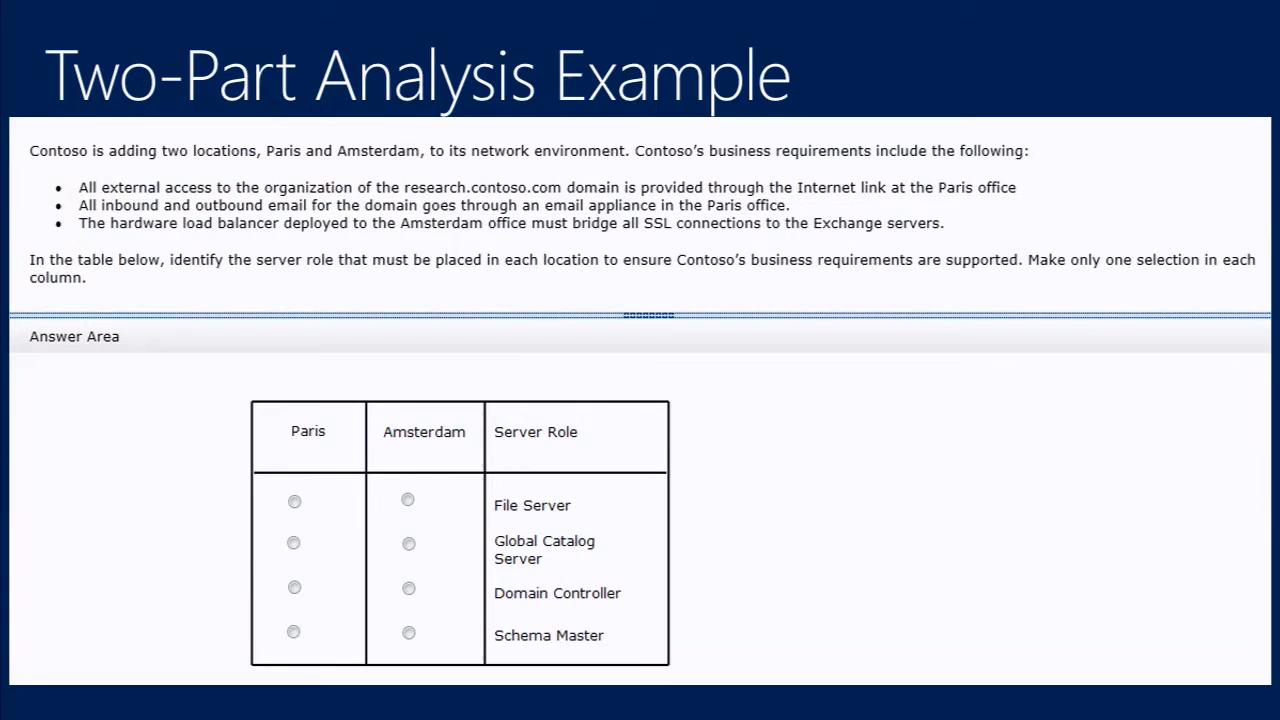 Two-Part Analysis Example
Contoso is adding two locations, Paris and Amsterdam, to its network environment. Contoso’s business requirements include the following:
• All external access to the organization of the research.contoso.com domain is provided through the Internet link at the Paris office
• All inbound and outbound email for the domain goes through an email appliance in the Paris office.
• The hardware load balancer deployed to the Amsterdam office must bridge all SSL connections to the Exchange servers.
In the table below, identify the server role that must be placed in each location to ensure Contoso’s business requirements are supported. Make only one selection in each
column.
Answer Area
Paris Amsterdam Server Role
File Server
Global Catalog
Server
Domain Controller
Schema Master